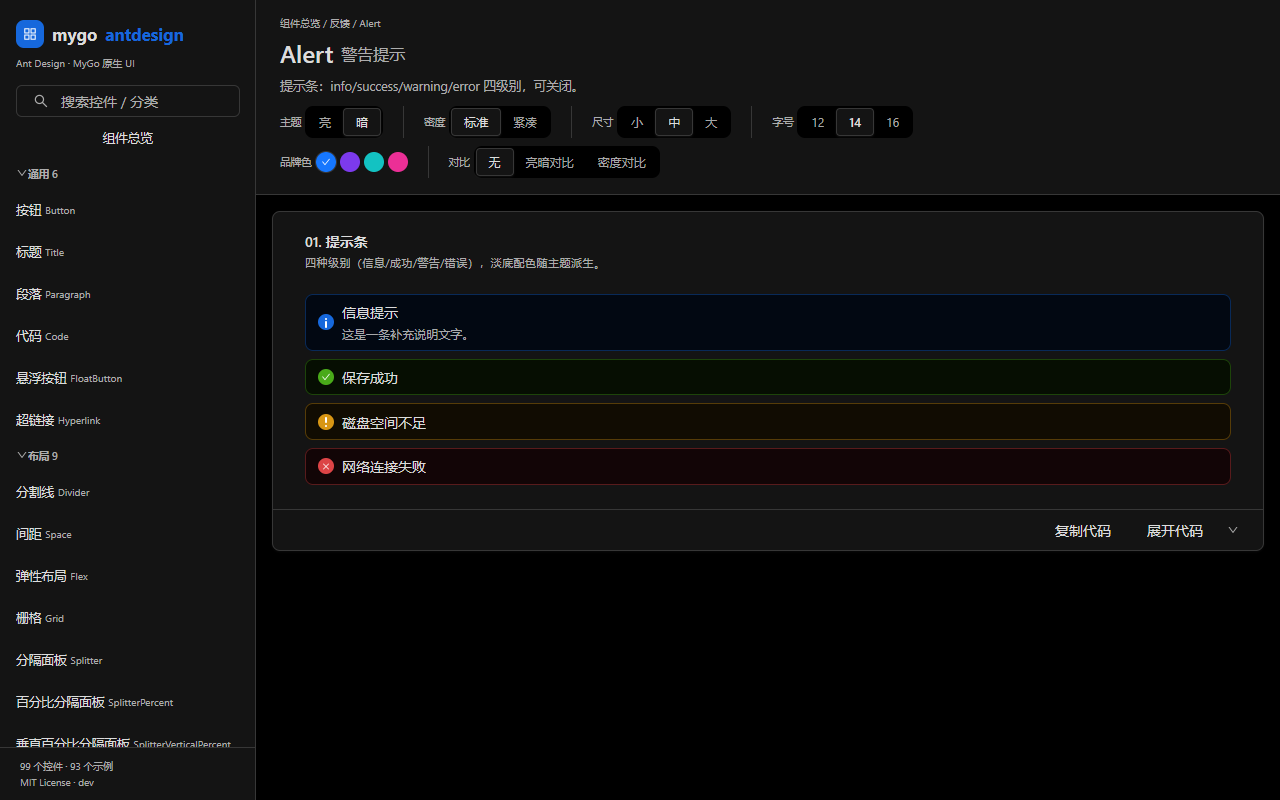 mygo antdesign
Ant Design · MyGo 原生 UI
搜索控件 / 分类
组件总览
通用 6
按钮 Button
标题 Title
段落 Paragraph
代码 Code
悬浮按钮 FloatButton
超链接 Hyperlink
布局 9
分割线 Divider
间距 Space
弹性布局 Flex
栅格 Grid
分隔面板 Splitter
百分比分隔面板 SplitterPercent
垂直百分比分隔面板 SplitterVerticalPercent
99 个控件 · 93 个示例
MIT License · dev
组件总览 / 反馈 / Alert
Alert 警告提示
提示条：info/success/warning/error 四级别，可关闭。
主题 亮 暗 密度 标准 紧凑 尺寸 小 中 大 字号 12 14 16
品牌色 对比 无 亮暗对比 密度对比
01. 提示条
四种级别（信息/成功/警告/错误），淡底配色随主题派生。
信息提示
这是一条补充说明文字。
保存成功
磁盘空间不足
网络连接失败
复制代码 展开代码